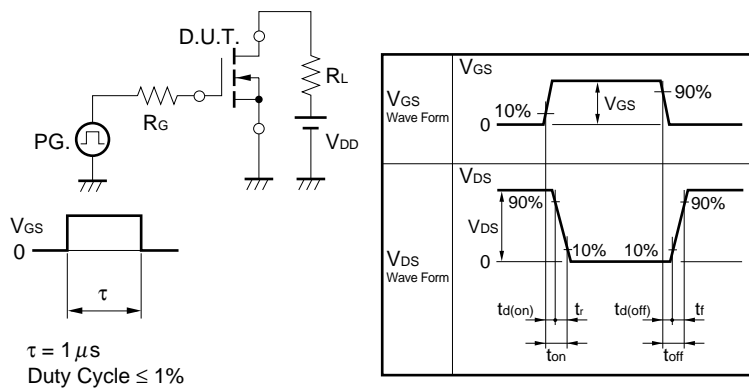 D.U.T.
RL
RG
PG.
VDD
VGS
0
τ
τ = 1 μs
Duty Cycle ≤ 1%
VGS
Wave Form
VGS
10%
VGS
90%
0
VDS
Wave Form
VDS
90%
VDS
10%
10%
90%
0
td(on)
tr
td(off)
tf
ton
toff